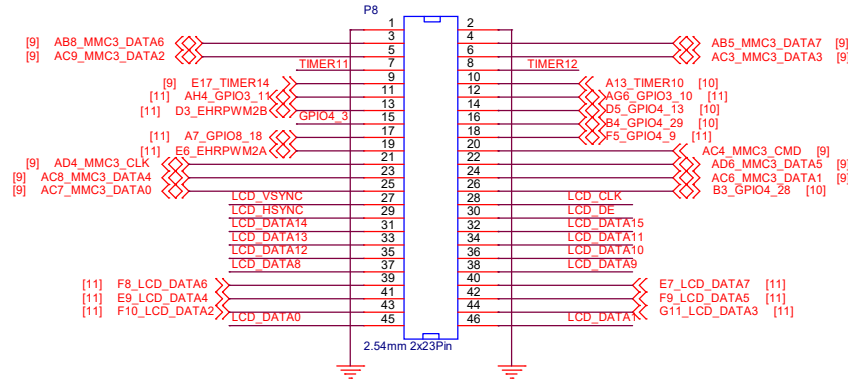 P8
1 2
[9] AB8_MMC3_DATA6 3 4 AB5_MMC3_DATA7 [9]
[9] AC9_MMC3_DATA2 5 6 AC3_MMC3_DATA3 [9]
TIMER11 7 8 TIMER12
[9] E17_TIMER14 9 10 A13_TIMER10 [10]
[11] AH4_GPIO3_11 11 12 AG6_GPIO3_10 [11]
[11] D3_EHRPWM2B 13 14 D5_GPIO4_13 [10]
GPIO4_3 15 16 B4_GPIO4_29 [10]
[11] A7_GPIO8_18 17 18 F5_GPIO4_9 [11]
[11] E6_EHRPWM2A 19 20 AC4_MMC3_CMD [9]
[9] AD4_MMC3_CLK 21 22 AD6_MMC3_DATA5 [9]
[9] AC8_MMC3_DATA4 23 24 AC6_MMC3_DATA1 [9]
[9] AC7_MMC3_DATA0 25 26 B3_GPIO4_28 [10]
LCD_VSYNC 27 28 LCD_CLK
LCD_HSYNC 29 30 LCD_DE
LCD_DATA14 31 32 LCD_DATA15
LCD_DATA13 33 34 LCD_DATA11
LCD_DATA12 35 36 LCD_DATA10
LCD_DATA8 37 38 LCD_DATA9
[11] F8_LCD_DATA6 39 40 E7_LCD_DATA7 [11]
[11] E9_LCD_DATA4 41 42 F9_LCD_DATA5 [11]
[11] F10_LCD_DATA2 43 44 G11_LCD_DATA3 [11]
LCD_DATA0 45 46 LCD_DATA1
2.54mm 2x23Pin